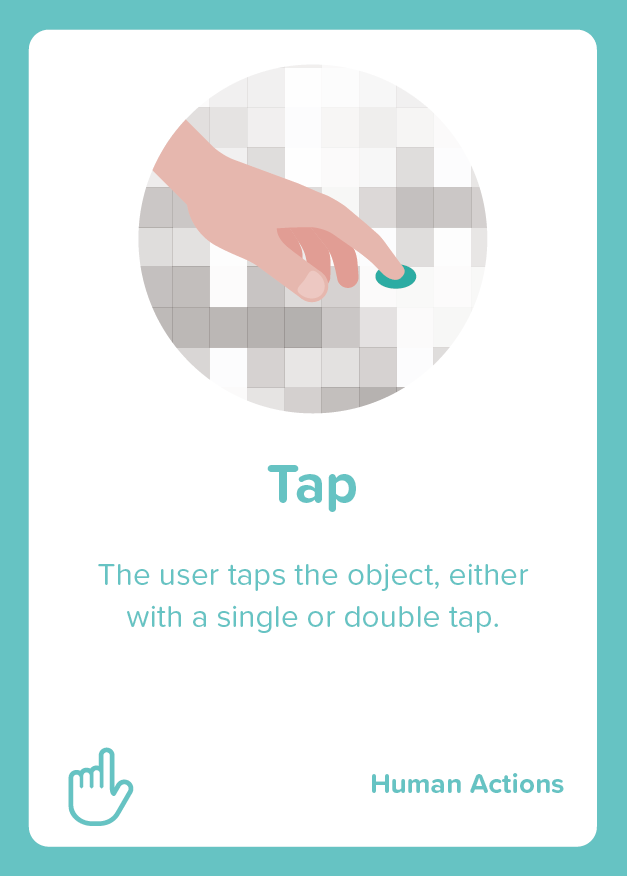 Tap
The user taps the object, either
with a single or double tap.
Human Actions